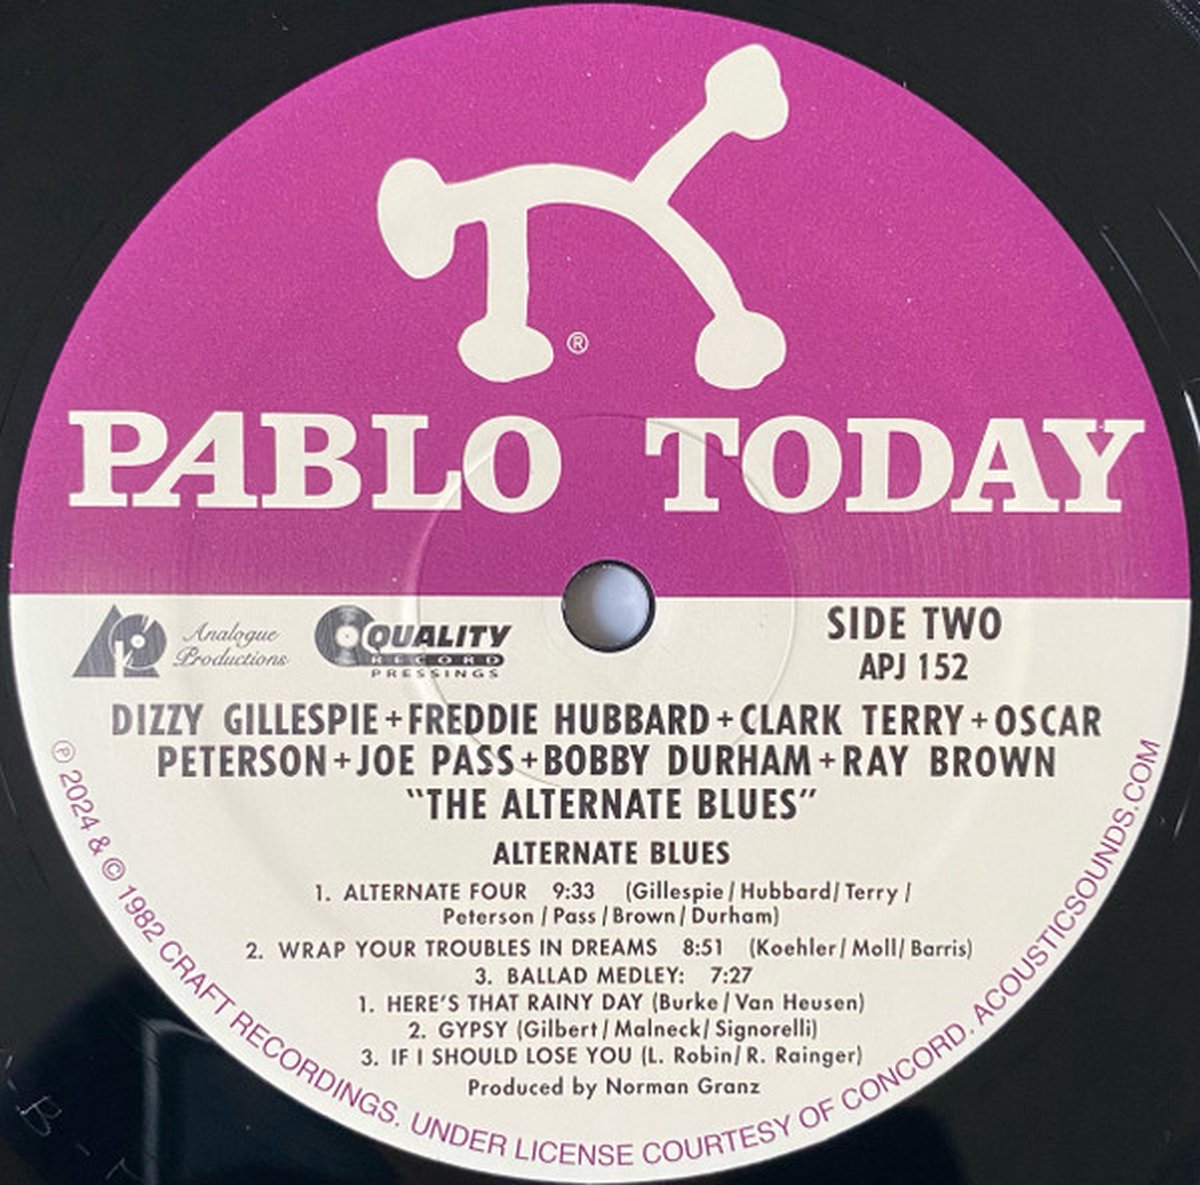 ®
PABLO TODAY
Analogue
Productions
QUALITY
RECORD
PRESSINGS
SIDE TWO
APJ 152
DIZZY GILLESPIE+FREDDIE HUBBARD+CLARK TERRY+OSCAR
PETERSON+JOE PASS+BOBBY DURHAM+RAY BROWN
"THE ALTERNATE BLUES"
ALTERNATE BLUES
1. ALTERNATE FOUR 9:33 (Gillespie/Hubbard/Terry/
Peterson/Pass/Brown/Durham)
2. WRAP YOUR TROUBLES IN DREAMS 8:51 (Koehler/Moll/Barris)
3. BALLAD MEDLEY: 7:27
1. HERE'S THAT RAINY DAY (Burke/Van Heusen)
2. GYPSY (Gilbert/Malneck/Signorelli)
3. IF I SHOULD LOSE YOU (L. Robin/R. Rainger)
Produced by Norman Granz
℗ 2024 & © 1982 CRAFT RECORDINGS. UNDER LICENSE COURTESY OF CONCORD. ACOUSTICSOUNDS.COM